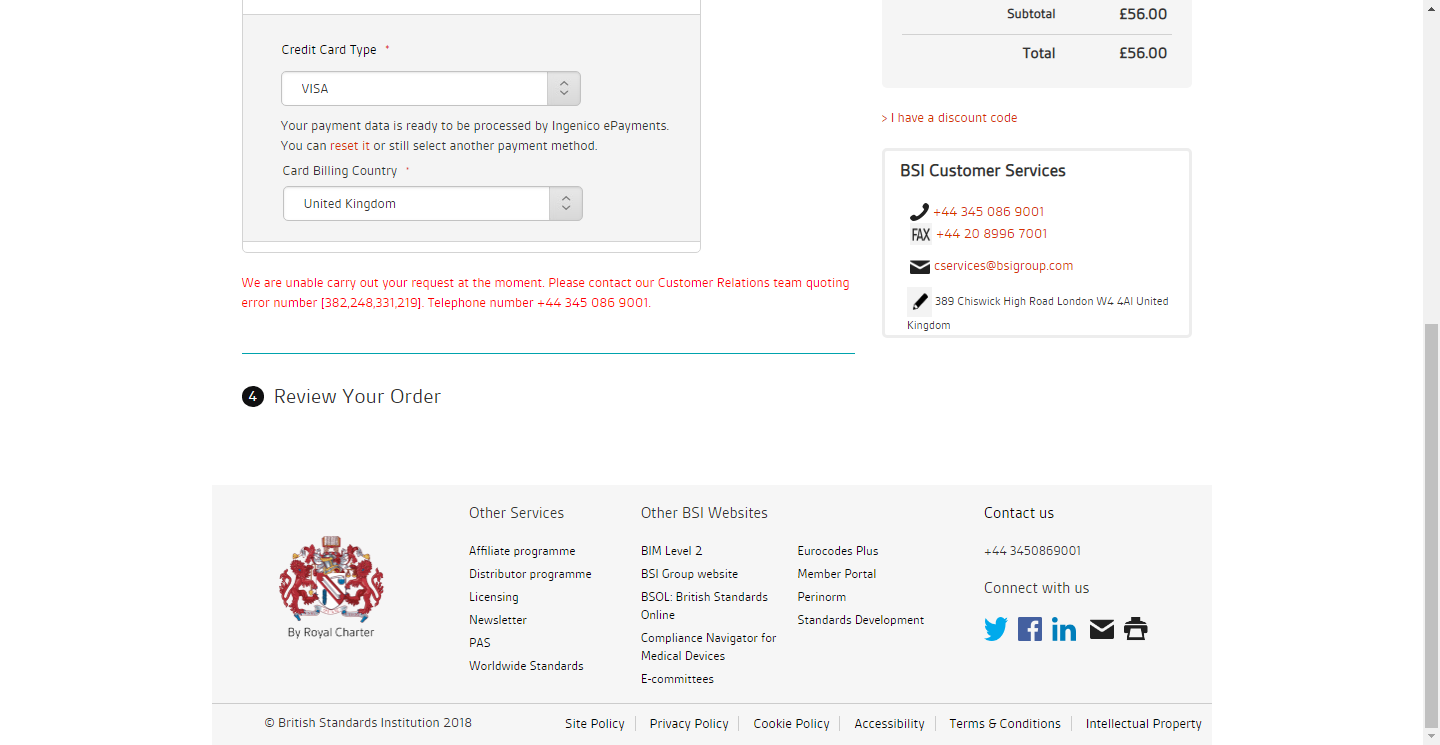 Credit Card Type *
VISA
Your payment data is ready to be processed by Ingenico ePayments.
You can reset it or still select another payment method.
Card Billing Country *
United Kingdom
We are unable carry out your request at the moment. Please contact our Customer Relations team quoting
error number [382,248,331,219]. Telephone number +44 345 086 9001.
Subtotal £56.00
Total £56.00
> I have a discount code
BSI Customer Services
+44 345 086 9001
FAX +44 20 8996 7001
cservices@bsigroup.com
389 Chiswick High Road London W4 4Al United
Kingdom
4 Review Your Order
By Royal Charter
Other Services
Affiliate programme
Distributor programme
Licensing
Newsletter
PAS
Worldwide Standards
Other BSI Websites
BIM Level 2
BSI Group website
BSOL: British Standards
Online
Compliance Navigator for
Medical Devices
E-committees
Eurocodes Plus
Member Portal
Perinorm
Standards Development
Contact us
+44 3450869001
Connect with us
© British Standards Institution 2018
Site Policy
Privacy Policy
Cookie Policy
Accessibility
Terms & Conditions
Intellectual Property